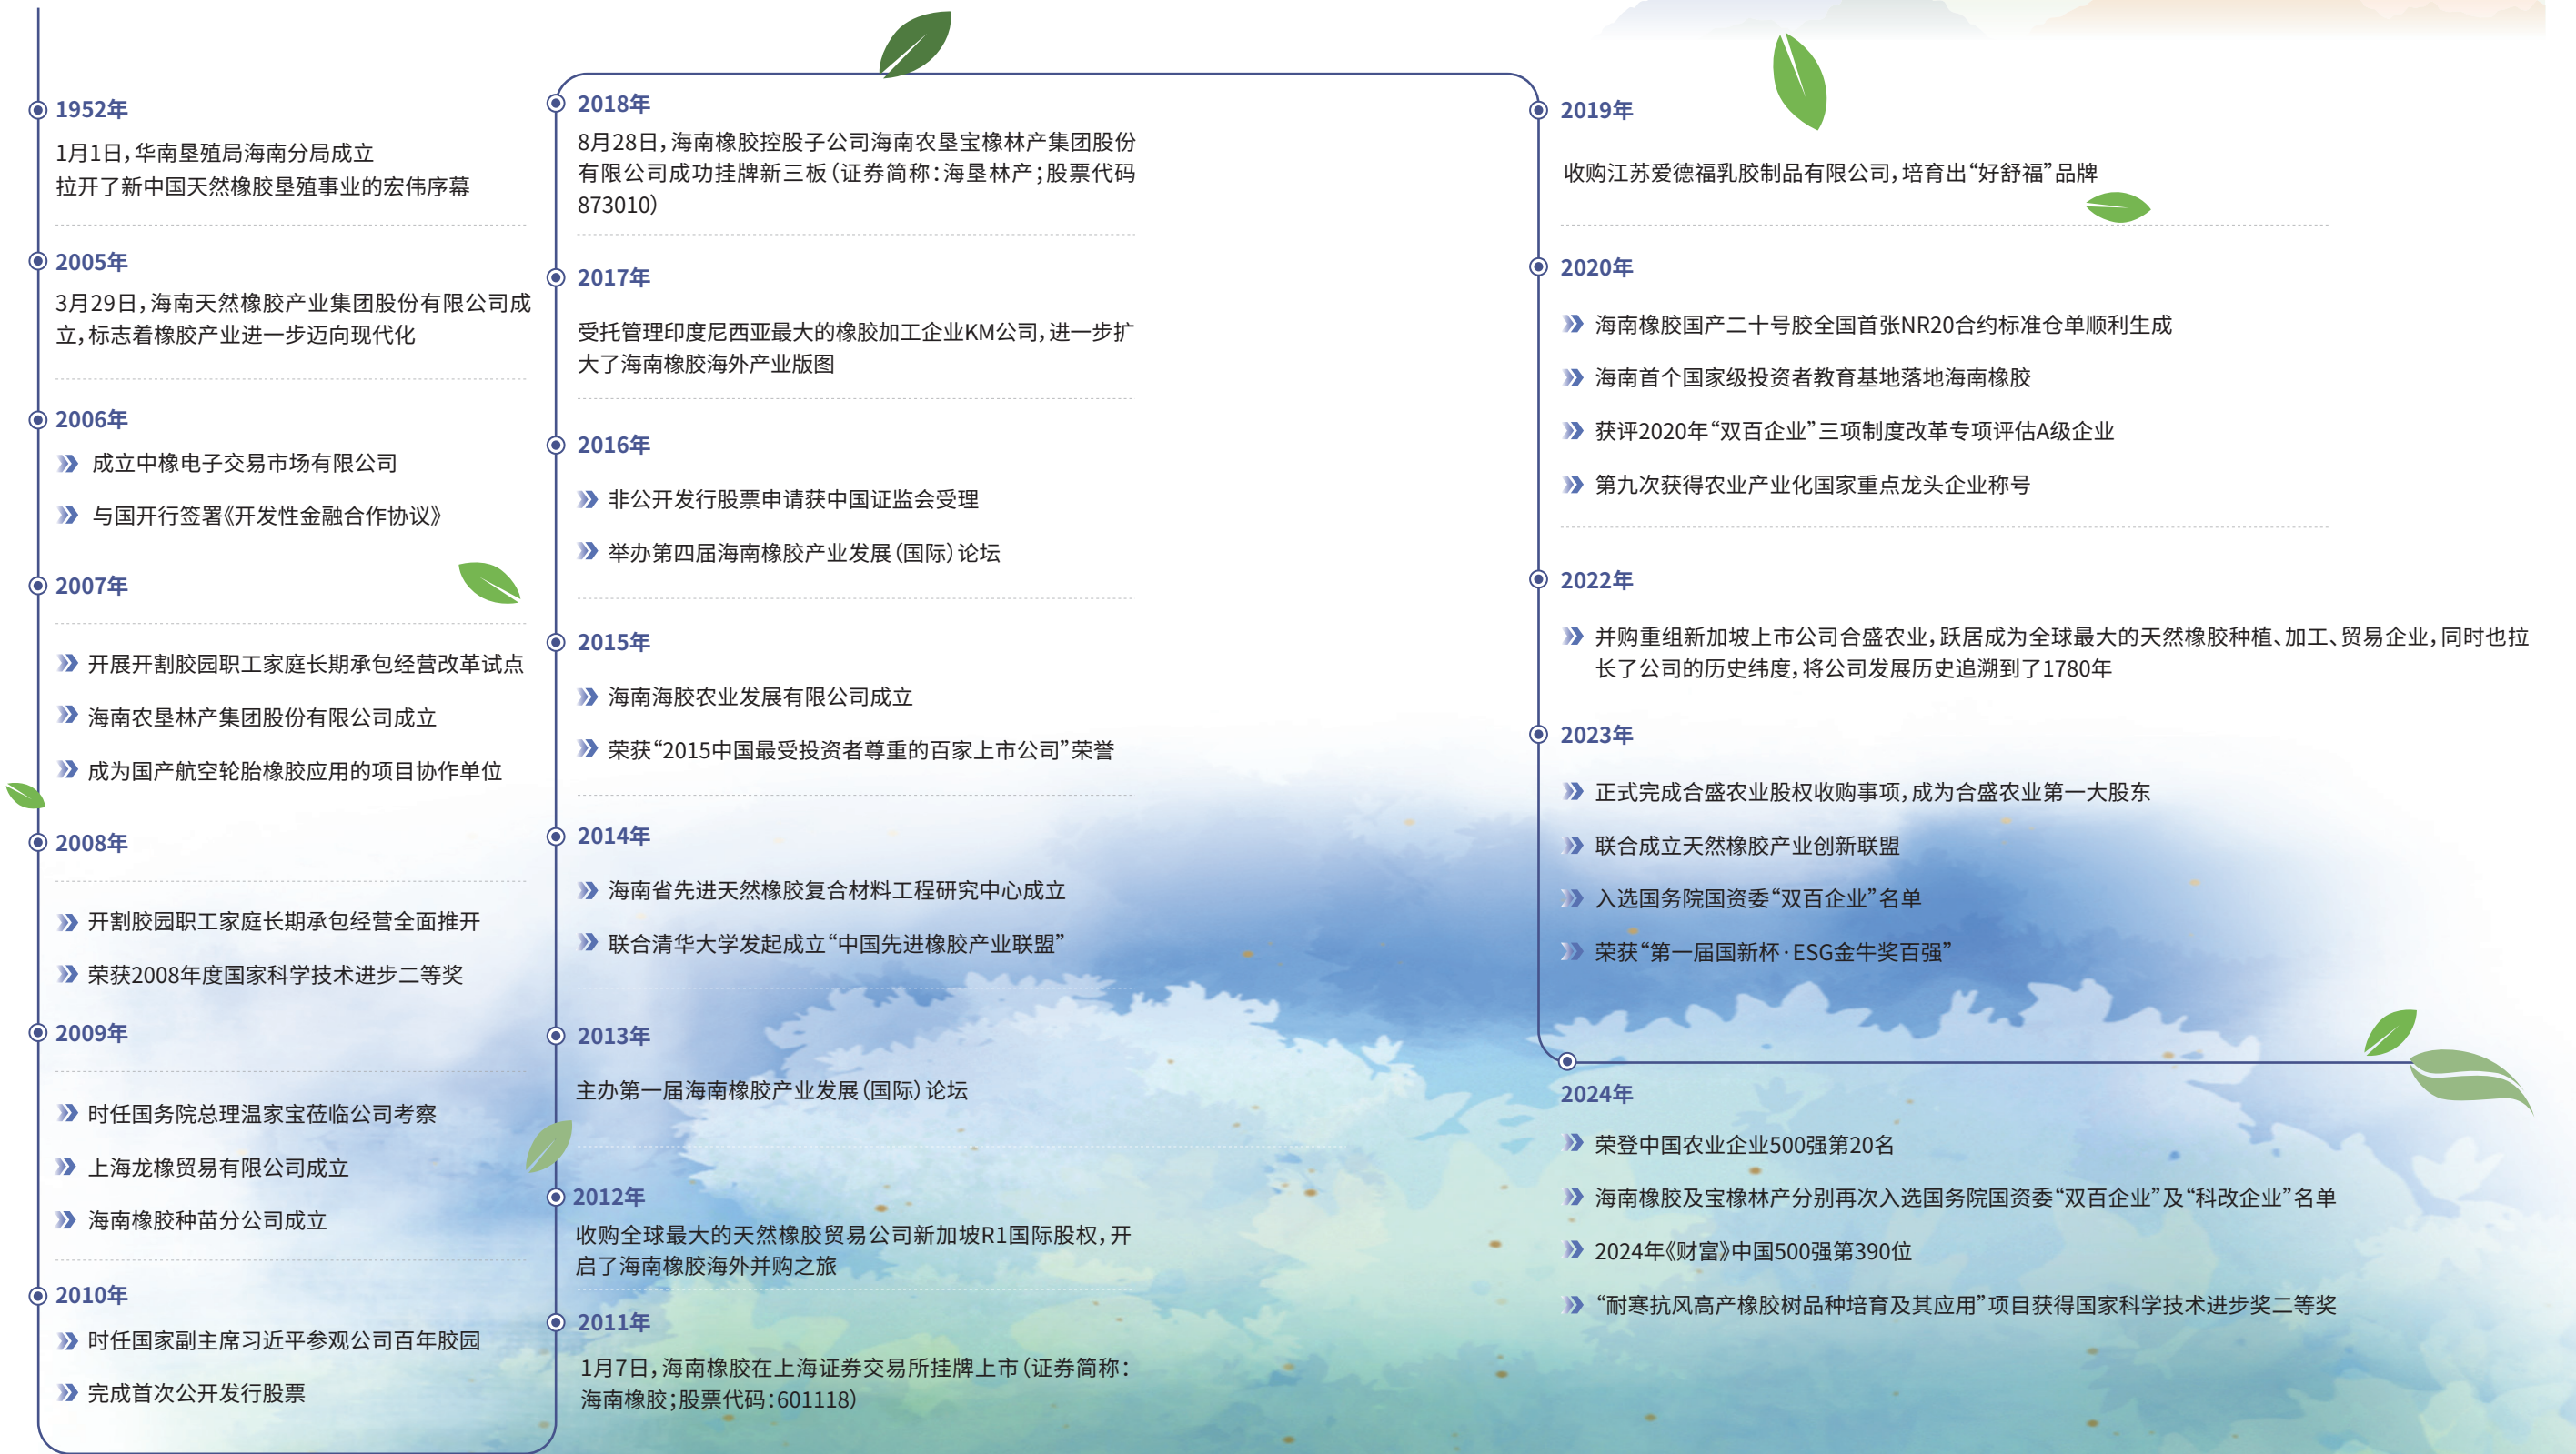 1952年
1月1日，华南垦殖局海南分局成立
拉开了新中国天然橡胶垦殖事业的宏伟序幕
2005年
3月29日，海南天然橡胶产业集团股份有限公司成
立，标志着橡胶产业进一步迈向现代化
2006年
成立中橡电子交易市场有限公司
与国开行签署《开发性金融合作协议》
2007年
开展开割胶园职工家庭长期承包经营改革试点
海南农垦林产集团股份有限公司成立
成为国产航空轮胎橡胶应用的项目协作单位
2008年
开割胶园职工家庭长期承包经营全面推开
荣获2008年度国家科学技术进步二等奖
2009年
时任国务院总理温家宝莅临公司考察
上海龙橡贸易有限公司成立
海南橡胶种苗分公司成立
2010年
时任国家副主席习近平参观公司百年胶园
完成首次公开发行股票
2018年
8月28日，海南橡胶控股子公司海南农垦宝橡林产集团股份
有限公司成功挂牌新三板（证券简称：海垦林产；股票代码
873010）
2017年
受托管理印度尼西亚最大的橡胶加工企业KM公司，进一步扩
大了海南橡胶海外产业版图
2016年
非公开发行股票申请获中国证监会受理
举办第四届海南橡胶产业发展（国际）论坛
2015年
海南海胶农业发展有限公司成立
荣获“2015中国最受投资者尊重的百家上市公司”荣誉
2014年
海南省先进天然橡胶复合材料工程研究中心成立
联合清华大学发起成立“中国先进橡胶产业联盟”
2013年
主办第一届海南橡胶产业发展（国际）论坛
2012年
收购全球最大的天然橡胶贸易公司新加坡R1国际股权，开
启了海南橡胶海外并购之旅
2011年
1月7日，海南橡胶在上海证券交易所挂牌上市（证券简称：
海南橡胶；股票代码：601118）
2019年
收购江苏爱德福乳胶制品有限公司，培育出“好舒福”品牌
2020年
海南橡胶国产二十号胶全国首张NR20合约标准仓单顺利生成
海南首个国家级投资者教育基地落地海南橡胶
获评2020年“双百企业”三项制度改革专项评估A级企业
第九次获得农业产业化国家重点龙头企业称号
2022年
并购重组新加坡上市公司合盛农业，跃居成为全球最大的天然橡胶种植、加工、贸易企业，同时也拉
长了公司的历史纬度，将公司发展历史追溯到了1780年
2023年
正式完成合盛农业股权收购事项，成为合盛农业第一大股东
联合成立天然橡胶产业创新联盟
入选国务院国资委“双百企业”名单
荣获“第一届国新杯·ESG金牛奖百强”
2024年
荣登中国农业企业500强第20名
海南橡胶及宝橡林产分别再次入选国务院国资委“双百企业”及“科改企业”名单
2024年《财富》中国500强第390位
“耐寒抗风高产橡胶树品种培育及其应用”项目获得国家科学技术进步奖二等奖